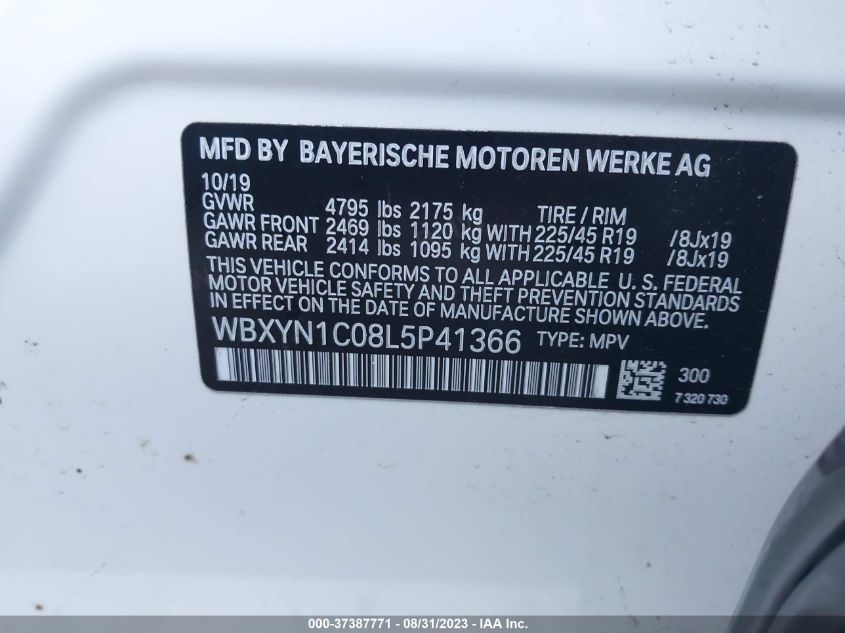 MFD BY BAYERISCHE MOTOREN WERKE AG
10/19
GVWR 4795 lbs 2175 kg TIRE / RIM
GAWR FRONT 2469 lbs 1120 kg WITH 225/45 R19 /8Jx19
GAWR REAR 2414 lbs 1095 kg WITH 225/45 R19 /8Jx19
THIS VEHICLE CONFORMS TO ALL APPLICABLE U. S. FEDERAL
MOTOR VEHICLE SAFETY AND THEFT PREVENTION STANDARDS
IN EFFECT ON THE DATE OF MANUFACTURE SHOWN ABOVE.
WBXYN1C08L5P41366 TYPE: MPV
300
7 320 730
000-37387771 - 08/31/2023 - IAA Inc.